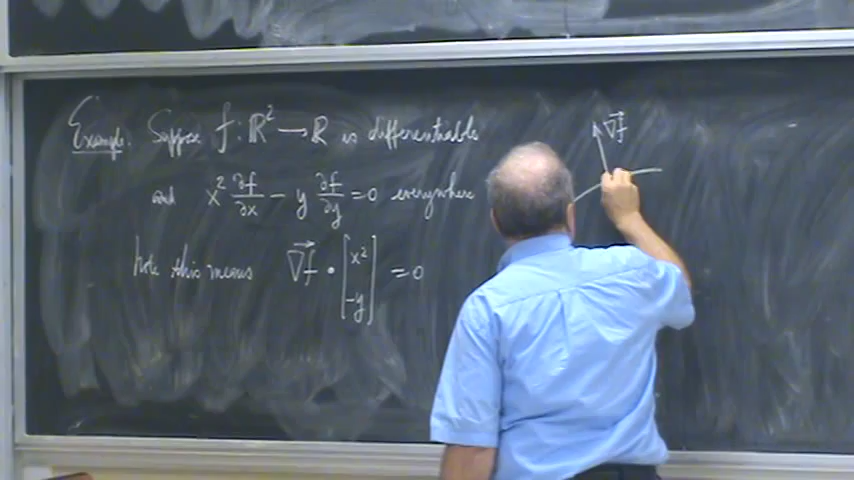 Example. Suppose f : ℝ² → ℝ is differentiable
and x² ∂f/∂x − y ∂f/∂y = 0 everywhere
Note this means ∇⃗f • [x² −y] = 0
∇⃗f